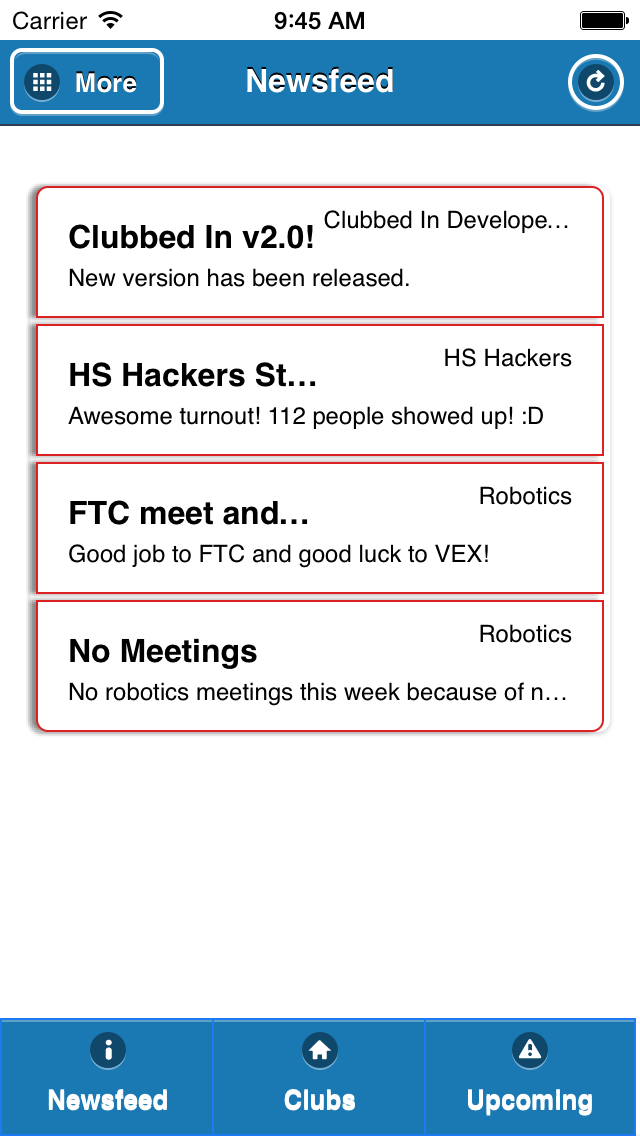 Carrier 9:45 AM
More Newsfeed
Clubbed In v2.0! Clubbed In Develope…
New version has been released.
HS Hackers St… HS Hackers
Awesome turnout! 112 people showed up! :D
FTC meet and… Robotics
Good job to FTC and good luck to VEX!
No Meetings Robotics
No robotics meetings this week because of n…
Newsfeed Clubs Upcoming